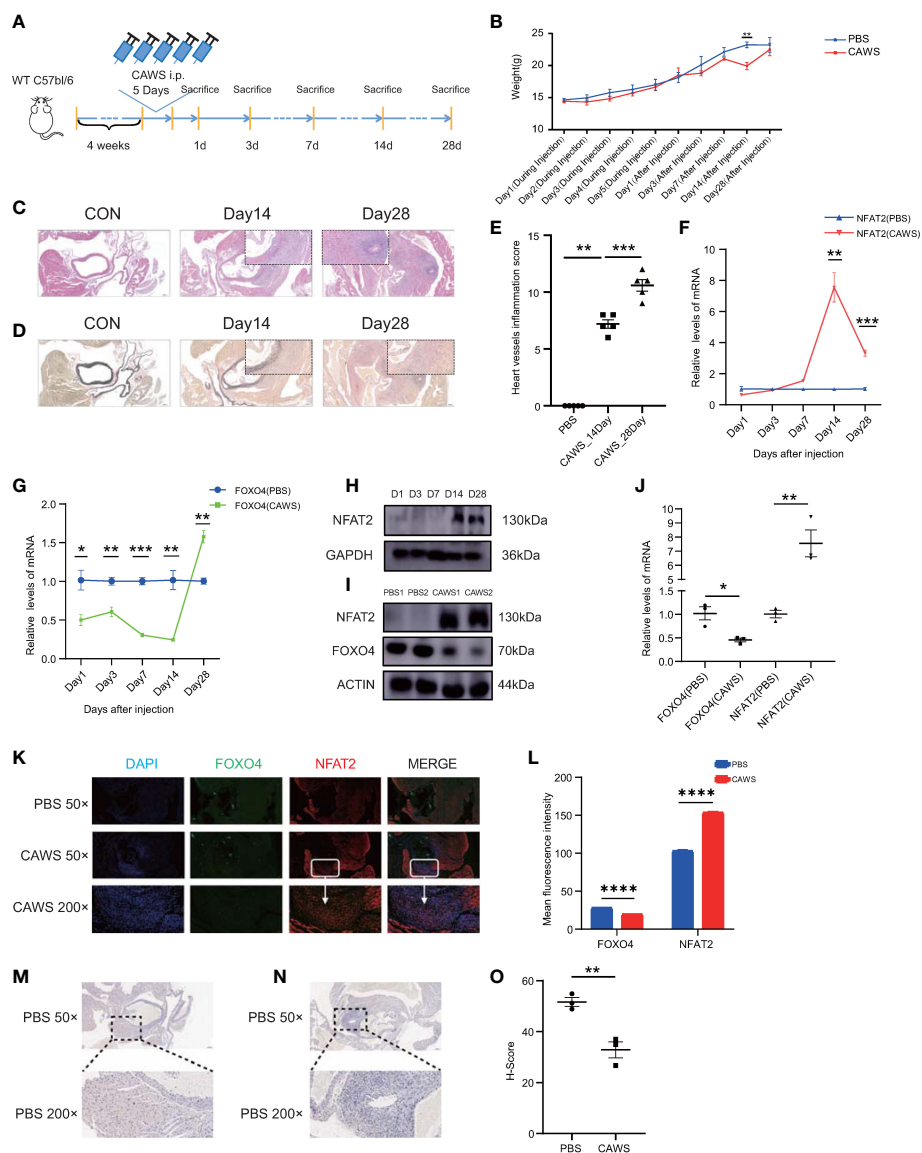 A
WT C57bl/6
CAWS i.p.
5 Days
Sacrifice Sacrifice Sacrifice Sacrifice Sacrifice
4 weeks 1d 3d 7d 14d 28d
B
Weight(g)
25
20
15
10
**
PBS
CAWS
Day1(During Injection)
Day2(During Injection)
Day3(During Injection)
Day4(During Injection)
Day5(During Injection)
Day1(After Injection)
Day3(After Injection)
Day7(After Injection)
Day14(After Injection)
Day28(After Injection)
C
CON Day14 Day28
D
CON Day14 Day28
E
Heart vessels inflammation score
15
10
5
0
** ***
PBS
CAWS_14Day
CAWS_28Day
F
NFAT2(PBS)
NFAT2(CAWS)
Relative levels of mRNA
10
8
6
4
2
0
**
***
Day1 Day3 Day7 Day14 Day28
Days after injection
G
FOXO4(PBS)
FOXO4(CAWS)
Relative levels of mRNA
2.0
1.5
1.0
0.5
0.0
* ** *** ** **
Day1 Day3 Day7 Day14 Day28
Days after injection
H
D1 D3 D7 D14 D28
NFAT2 130kDa
GAPDH 36kDa
I
PBS1 PBS2 CAWS1 CAWS2
NFAT2 130kDa
FOXO4 70kDa
ACTIN 44kDa
J
Relative levels of mRNA
10
9
8
7
6
5
1.5
1.0
0.5
0.0
* **
FOXO4(PBS)
FOXO4(CAWS)
NFAT2(PBS)
NFAT2(CAWS)
K
DAPI FOXO4 NFAT2 MERGE
PBS 50×
CAWS 50×
CAWS 200×
L
PBS
CAWS
Mean fluorescence intensity
200
150
100
50
0
**** ****
FOXO4 NFAT2
M
PBS 50×
PBS 200×
N
PBS 50×
PBS 200×
O
H-Score
60
40
20
0
**
PBS CAWS